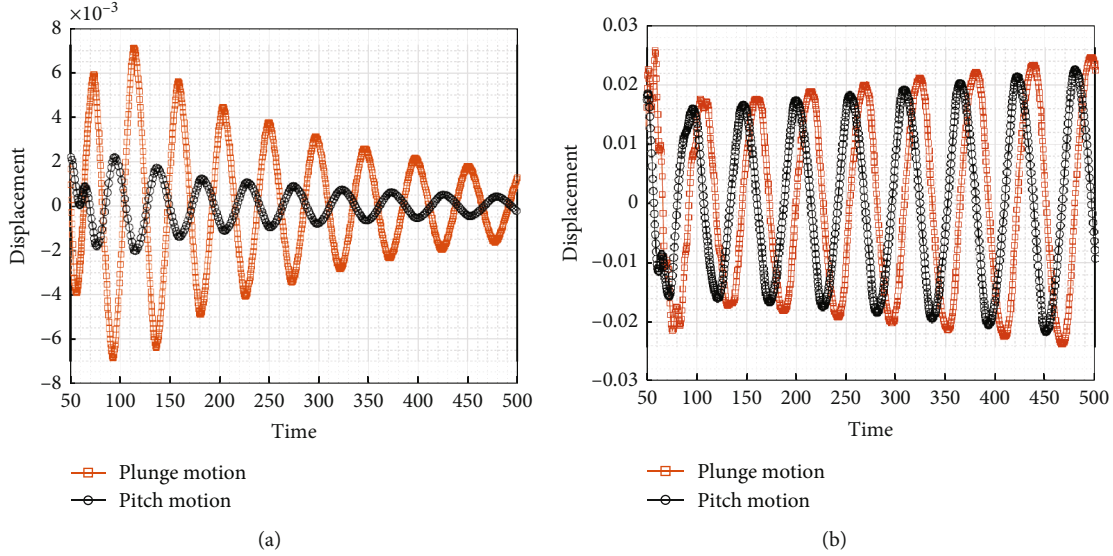 ×10⁻³
8
6
4
2
0
−2
−4
−6
−8
Displacement
50 100 150 200 250 300 350 400 450 500
Time
Plunge motion
Pitch motion
(a)
0.03
0.02
0.01
0
−0.01
−0.02
−0.03
Displacement
50 100 150 200 250 300 350 400 450 500
Time
Plunge motion
Pitch motion
(b)